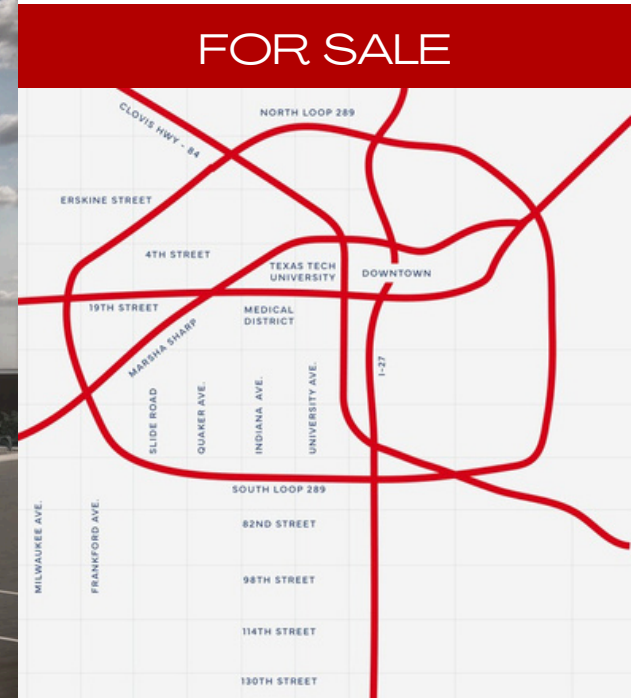 FOR SALE
NORTH LOOP 289
CLOVIS HWY - 84
ERSKINE STREET
4TH STREET
TEXAS TECH
UNIVERSITY
DOWNTOWN
19TH STREET
MEDICAL
DISTRICT
MARSHA SHARP
I-27
SLIDE ROAD
QUAKER AVE.
INDIANA AVE.
UNIVERSITY AVE.
SOUTH LOOP 289
MILWAUKEE AVE.
FRANKFORD AVE.
82ND STREET
98TH STREET
114TH STREET
130TH STREET